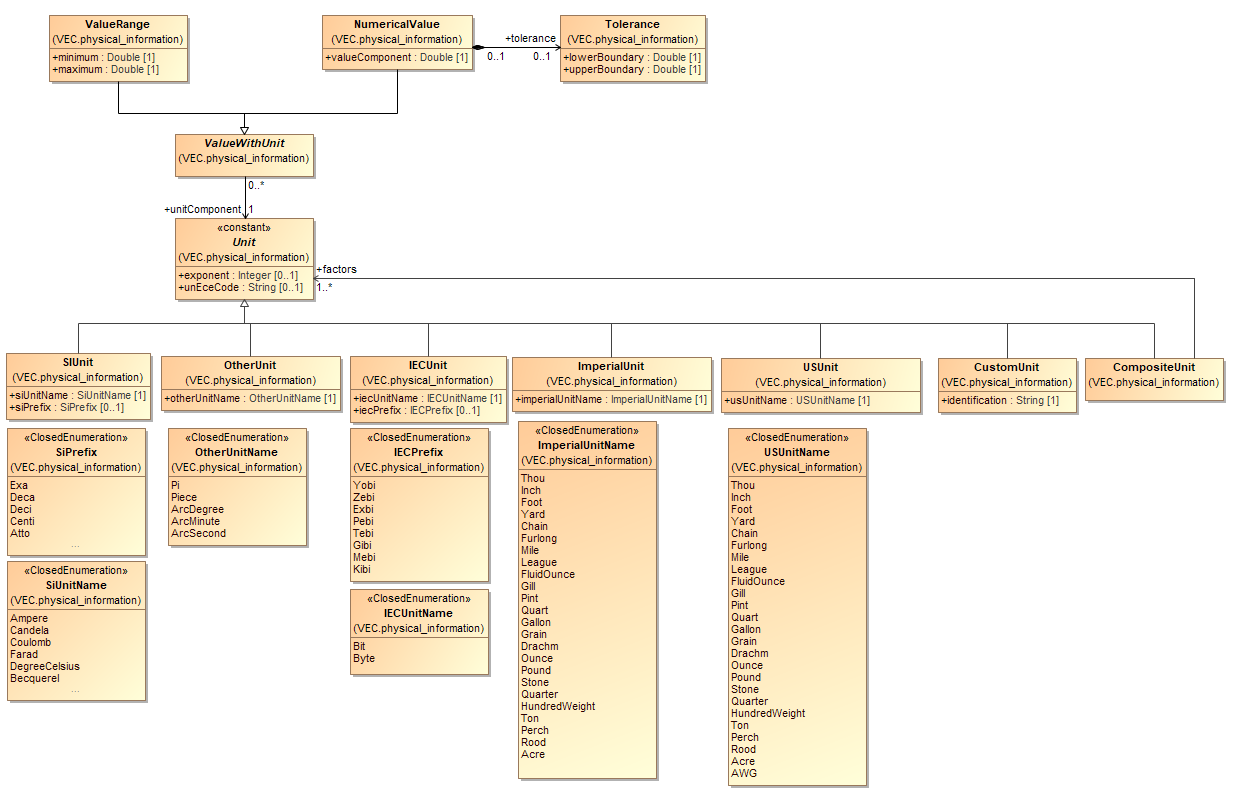 ValueRange
(VEC.physical_information)
+minimum : Double [1]
+maximum : Double [1]
NumericalValue
(VEC.physical_information)
+valueComponent : Double [1]
+tolerance
0..1
0..1
Tolerance
(VEC.physical_information)
+lowerBoundary : Double [1]
+upperBoundary : Double [1]
ValueWithUnit
(VEC.physical_information)
0..*
+unitComponent
1
«constant»
Unit
(VEC.physical_information)
+exponent : Integer [0..1]
+unEceCode : String [0..1]
+factors
1..*
SIUnit
(VEC.physical_information)
+siUnitName : SiUnitName [1]
+siPrefix : SiPrefix [0..1]
OtherUnit
(VEC.physical_information)
+otherUnitName : OtherUnitName [1]
IECUnit
(VEC.physical_information)
+iecUnitName : IECUnitName [1]
+iecPrefix : IECPrefix [0..1]
ImperialUnit
(VEC.physical_information)
+imperialUnitName : ImperialUnitName [1]
USUnit
(VEC.physical_information)
+usUnitName : USUnitName [1]
CustomUnit
(VEC.physical_information)
+identification : String [1]
CompositeUnit
(VEC.physical_information)
«ClosedEnumeration»
SiPrefix
(VEC.physical_information)
Exa
Deca
Deci
Centi
Atto
...
«ClosedEnumeration»
SiUnitName
(VEC.physical_information)
Ampere
Candela
Coulomb
Farad
DegreeCelsius
Becquerel
...
«ClosedEnumeration»
OtherUnitName
(VEC.physical_information)
Pi
Piece
ArcDegree
ArcMinute
ArcSecond
«ClosedEnumeration»
IECPrefix
(VEC.physical_information)
Yobi
Zebi
Exbi
Pebi
Tebi
Gibi
Mebi
Kibi
«ClosedEnumeration»
IECUnitName
(VEC.physical_information)
Bit
Byte
«ClosedEnumeration»
ImperialUnitName
(VEC.physical_information)
Thou
Inch
Foot
Yard
Chain
Furlong
Mile
League
FluidOunce
Gill
Pint
Quart
Gallon
Grain
Drachm
Ounce
Pound
Stone
Quarter
HundredWeight
Ton
Perch
Rood
Acre
«ClosedEnumeration»
USUnitName
(VEC.physical_information)
Thou
Inch
Foot
Yard
Chain
Furlong
Mile
League
FluidOunce
Gill
Pint
Quart
Gallon
Grain
Drachm
Ounce
Pound
Stone
Quarter
HundredWeight
Ton
Perch
Rood
Acre
AWG